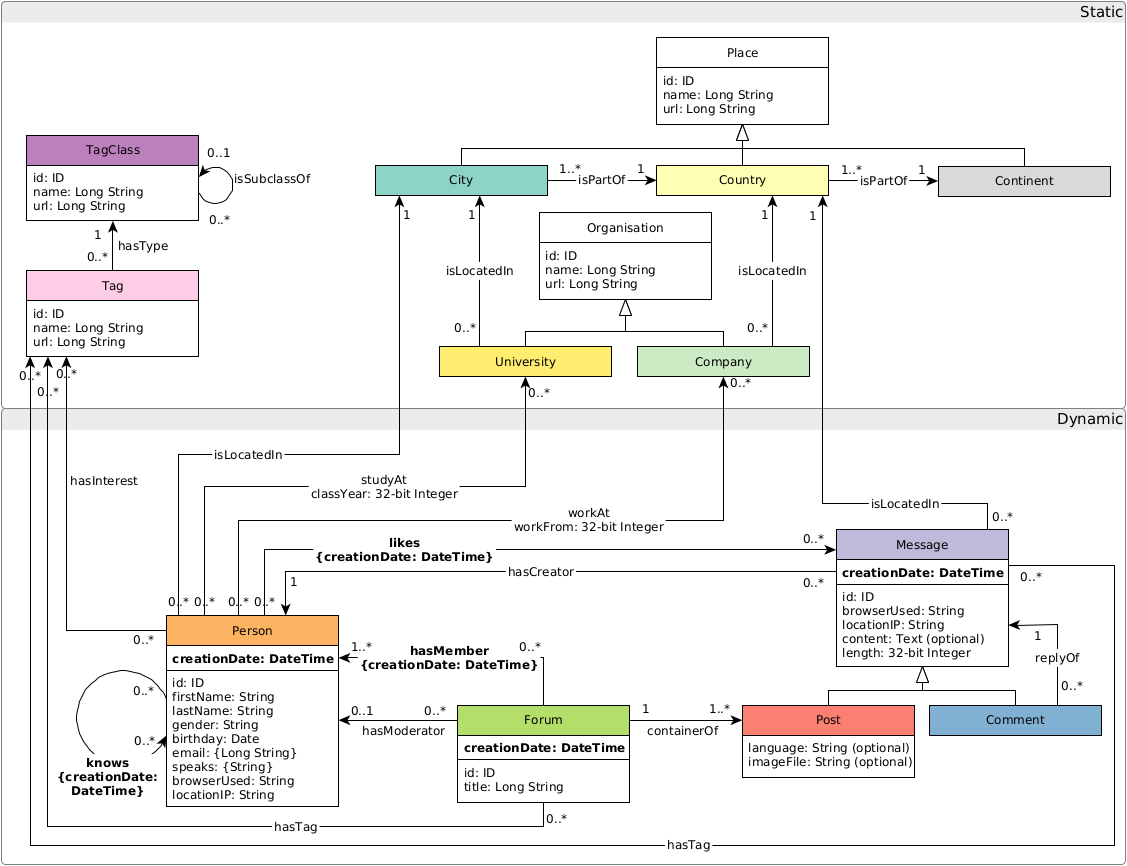 Static
Place
id: ID
name: Long String
url: Long String
TagClass
id: ID
name: Long String
url: Long String
0..1
isSubclassOf
0..*
City
1..*
isPartOf
1
Country
1..*
isPartOf
1
Continent
1
hasType
0..*
Tag
id: ID
name: Long String
url: Long String
Organisation
id: ID
name: Long String
url: Long String
1
1
isLocatedIn
0..*
1
isLocatedIn
0..*
1
University
Company
0..*
0..*
0..*
0..*
0..*
Dynamic
isLocatedIn
hasInterest
studyAt
classYear: 32-bit Integer
workAt
workFrom: 32-bit Integer
isLocatedIn
0..*
likes
{creationDate: DateTime}
0..*
hasCreator
1
0..*
0..*
0..*
0..*
0..*
Message
creationDate: DateTime
id: ID
browserUsed: String
locationIP: String
content: Text (optional)
length: 32-bit Integer
0..*
1
replyOf
0..*
Person
creationDate: DateTime
id: ID
firstName: String
lastName: String
gender: String
birthday: Date
email: {Long String}
speaks: {String}
browserUsed: String
locationIP: String
0..*
0..*
0..*
knows
{creationDate:
DateTime}
1..*
hasMember
{creationDate: DateTime}
0..*
0..1
hasModerator
0..*
Forum
creationDate: DateTime
id: ID
title: Long String
1
containerOf
1..*
Post
language: String (optional)
imageFile: String (optional)
Comment
0..*
hasTag
hasTag